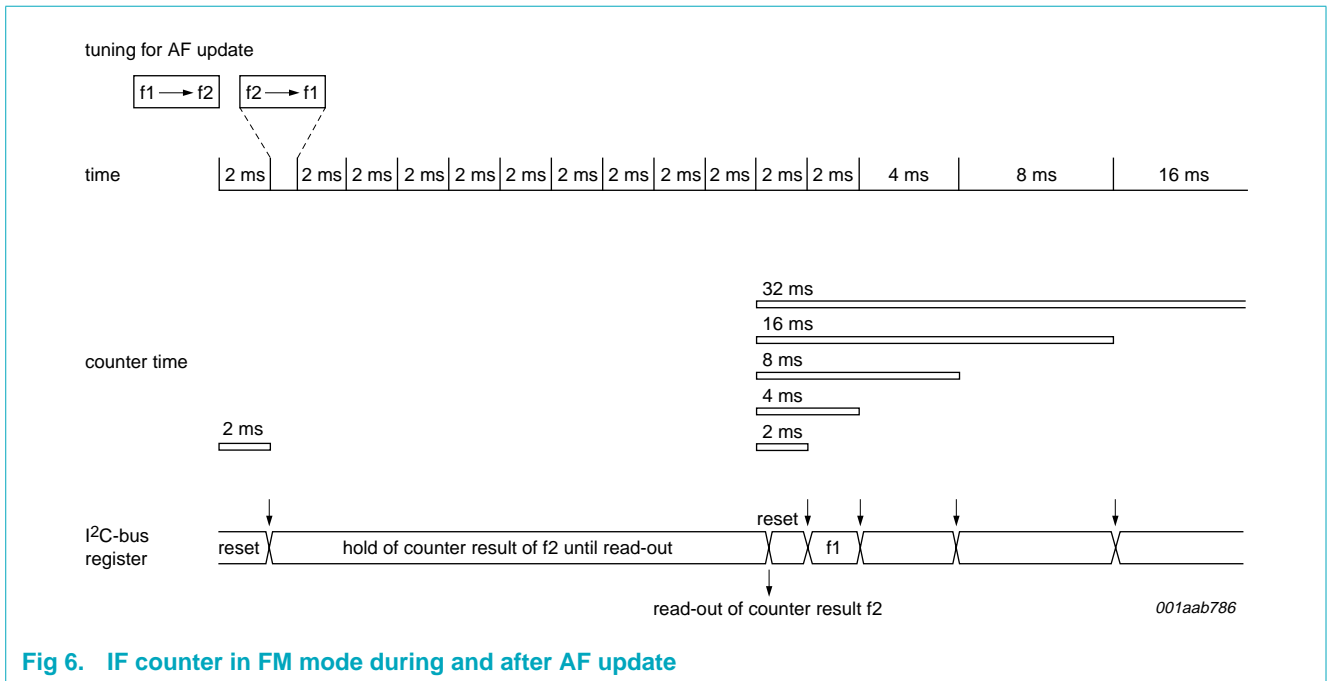 tuning for AF update
f1 → f2 f2 → f1
time 2 ms 2 ms 2 ms 2 ms 2 ms 2 ms 2 ms 2 ms 2 ms 2 ms 2 ms 2 ms 4 ms 8 ms 16 ms
32 ms
16 ms
counter time
8 ms
4 ms
2 ms 2 ms
reset
I2C-bus register
reset hold of counter result of f2 until read-out f1
read-out of counter result f2
001aab786
Fig 6. IF counter in FM mode during and after AF update